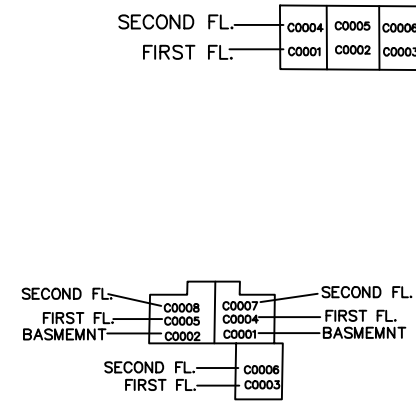 SECOND FL. C0004 C0005 C0006
FIRST FL. C0001 C0002 C0003
SECOND FL. C0008 C0007 SECOND FL.
FIRST FL. C0005 C0004 FIRST FL.
BASMEMNT C0002 C0001 BASMEMNT
SECOND FL. C0006
FIRST FL. C0003